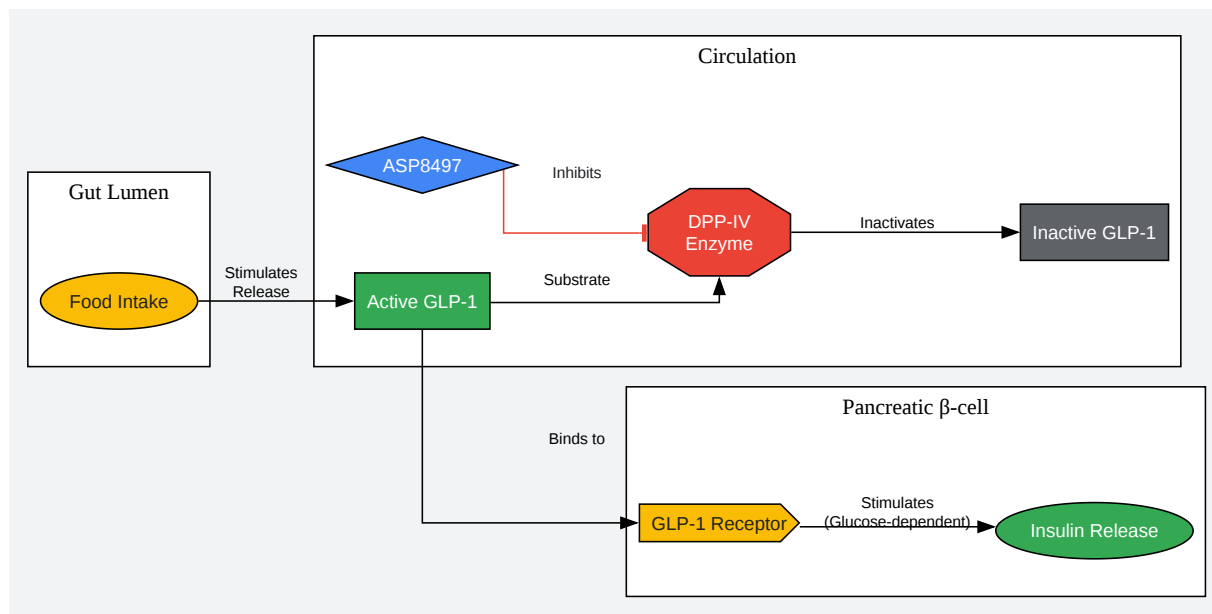 Circulation
ASP8497
Inhibits
Gut Lumen
DPP-IV
Enzyme
Inactivates
Inactive GLP-1
Stimulates
Release
Substrate
Food Intake
Active GLP-1
Pancreatic β-cell
Binds to
Stimulates
(Glucose-dependent)
GLP-1 Receptor
Insulin Release